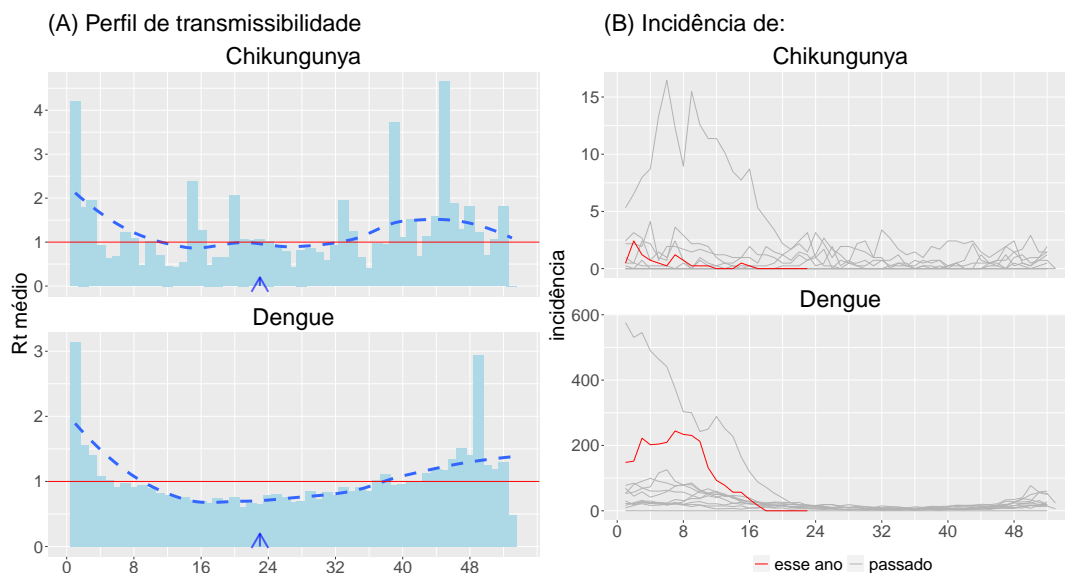 (A) Perfil de transmissibilidade
Chikungunya
4
3
2
1
0
Dengue
3
2
1
0
0 8 16 24 32 40 48
Rt médio
(B) Incidência de:
Chikungunya
15
10
5
0
Dengue
600
400
200
0
0 8 16 24 32 40 48
incidência
esse ano passado